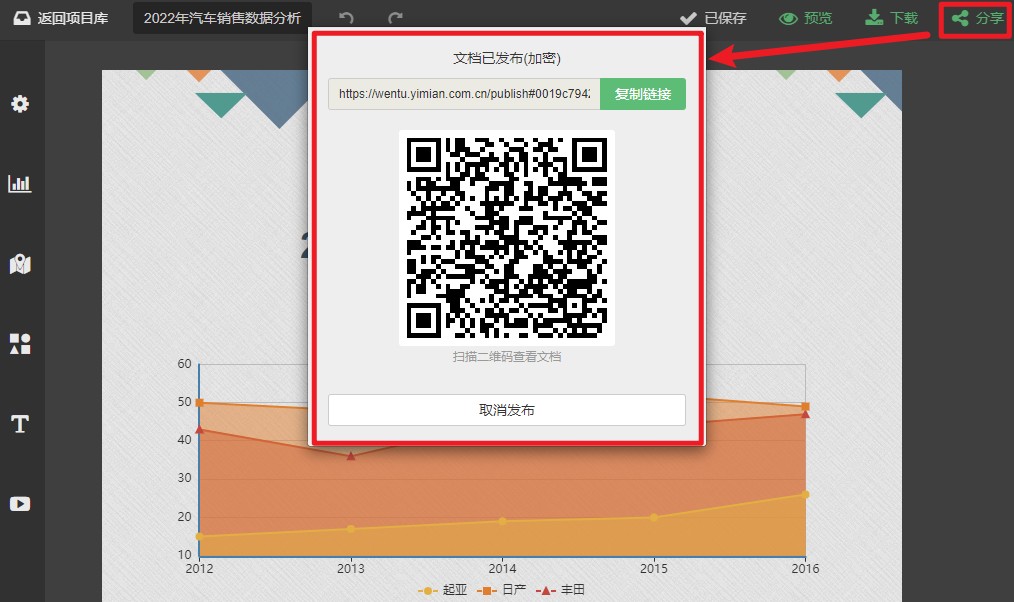 返回项目库
2022年汽车销售数据分析
已保存
预览
下载
分享
文档已发布(加密)
https://wentu.yimian.com.cn/publish#0019c794
复制链接
扫描二维码查看文档
取消发布
60
50
40
30
20
10
2012
2013
2014
2015
2016
起亚
日产
丰田